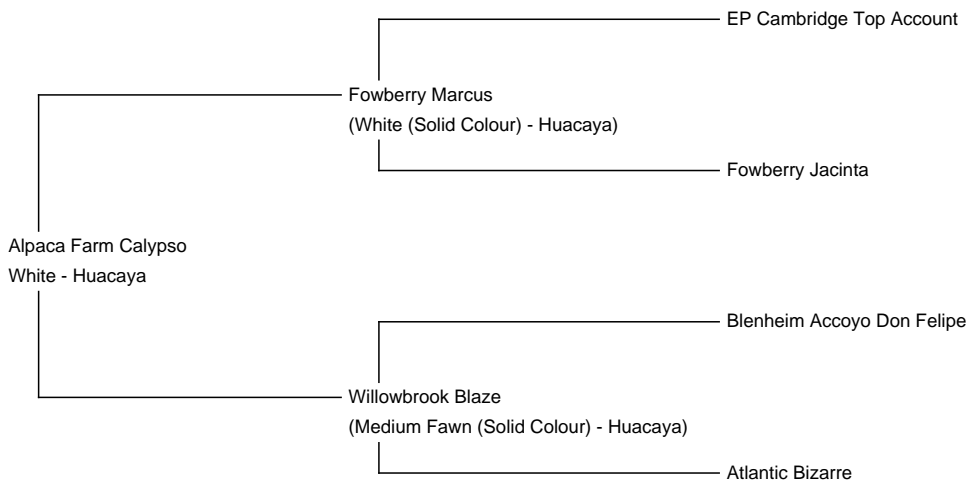 EP Cambridge Top Account
Fowberry Marcus
(White (Solid Colour) - Huacaya)
Fowberry Jacinta
Alpaca Farm Calypso
White - Huacaya
Blenheim Accoyo Don Felipe
Willowbrook Blaze
(Medium Fawn (Solid Colour) - Huacaya)
Atlantic Bizarre